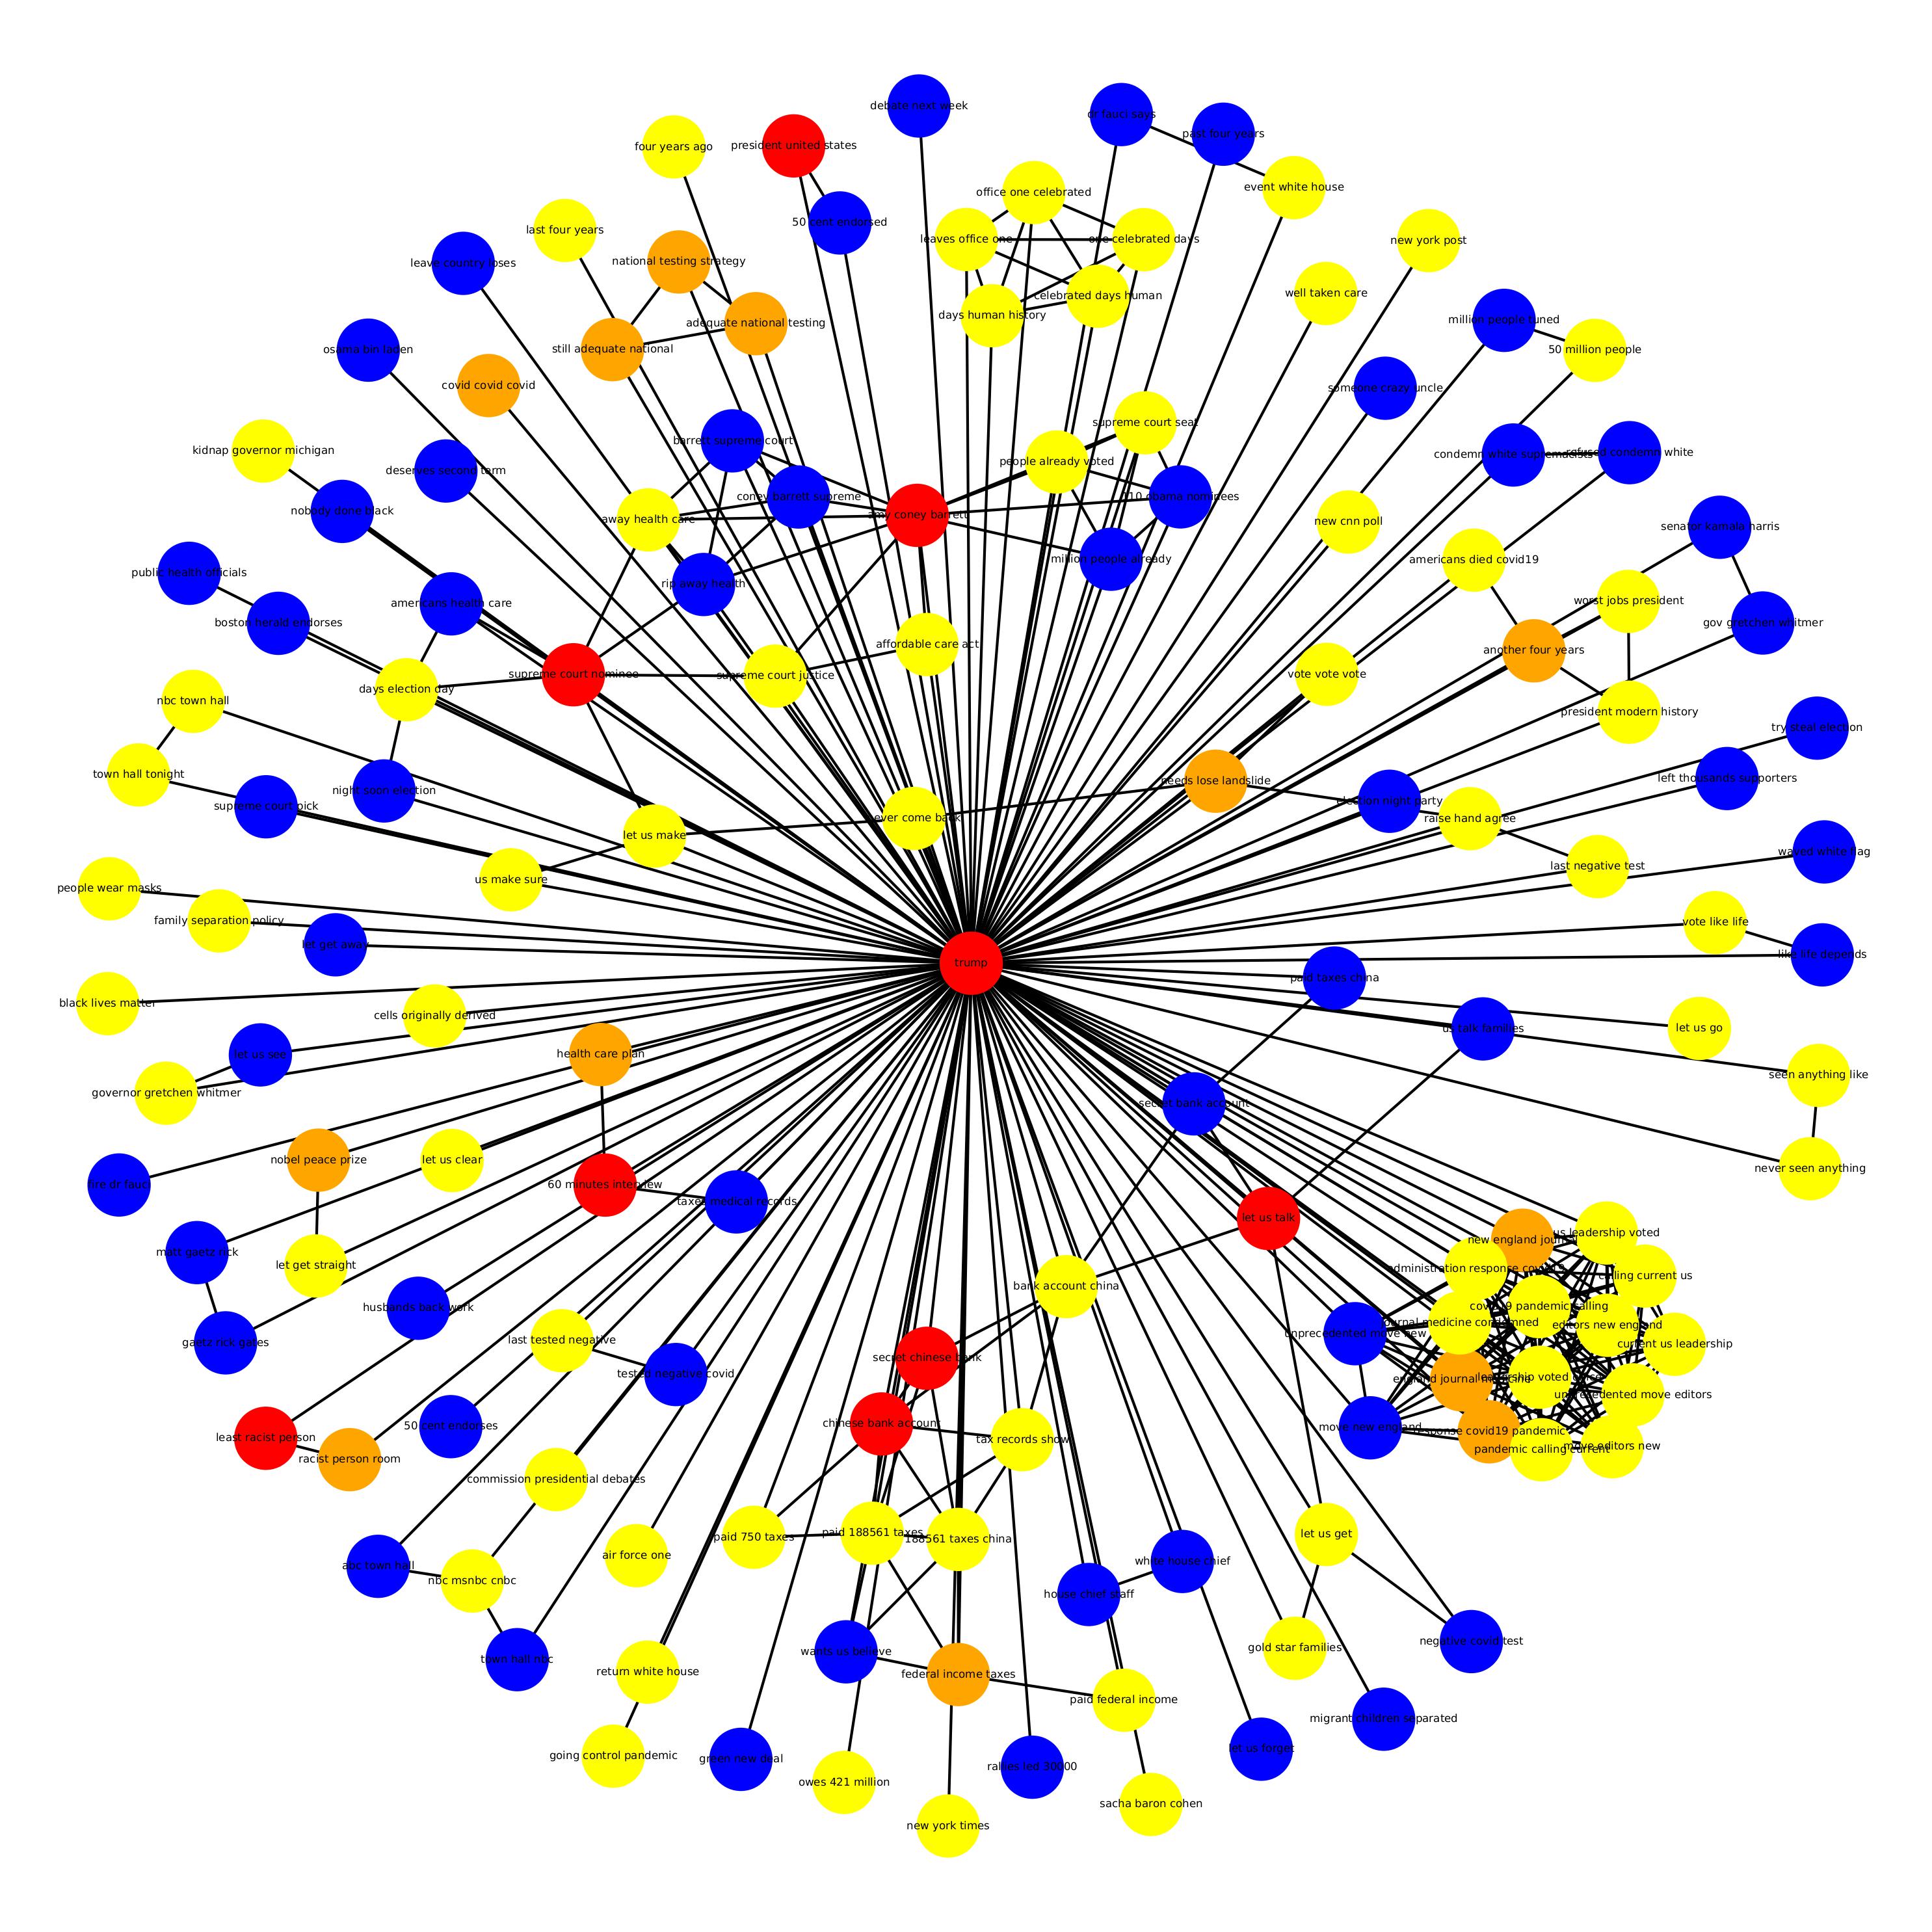 debate next week
dr fauci says
past four years
four years ago
president united states
event white house
office one celebrated
50 cent endorsed
last four years
leaves office one
one celebrated days
new york post
leave country loses
national testing strategy
well taken care
celebrated days human
days human history
adequate national testing
million people tuned
osama bin laden
still adequate national
50 million people
covid covid covid
someone crazy uncle
supreme court seat
kidnap governor michigan
barrett supreme court
people already voted
condemn white supremacists
refused condemn white
deserves second term
coney barrett supreme
110 obama nominees
nobody done black
away health care
amy coney barrett
new cnn poll
senator kamala harris
million people already
americans died covid19
public health officials
rip away health
americans health care
worst jobs president
boston herald endorses
gov gretchen whitmer
affordable care act
another four years
supreme court nominee
supreme court justice
vote vote vote
days election day
nbc town hall
president modern history
try steal election
town hall tonight
left thousands supporters
needs lose landslide
night soon election
supreme court pick
election night party
ever come back
raise hand agree
let us make
waved white flag
last negative test
us make sure
people wear masks
family separation policy
vote like life
let get away
like life depends
trump
paid taxes china
black lives matter
cells originally derived
us talk families
let us go
let us see
health care plan
seen anything like
governor gretchen whitmer
secret bank account
nobel peace prize
let us clear
never seen anything
fire dr fauci
60 minutes interview
taxes medical records
let us talk
us leadership voted
new england journal
matt gaetz rick
let get straight
administration response covid19
calling current us
bank account china
husbands back work
covid19 pandemic calling
journal medicine condemned
editors new england
unprecedented move new
last tested negative
gaetz rick gates
current us leadership
secret chinese bank
tested negative covid
england journal medicine
leadership voted office
unprecedented move editors
chinese bank account
50 cent endorses
move new england
response covid19 pandemic
least racist person
tax records show
move editors new
pandemic calling current
racist person room
commission presidential debates
paid 188561 taxes
let us get
paid 750 taxes
188561 taxes china
air force one
white house chief
abc town hall
nbc msnbc cnbc
house chief staff
negative covid test
gold star families
wants us believe
town hall nbc
return white house
federal income taxes
paid federal income
migrant children separated
let us forget
going control pandemic
green new deal
rallies led 30000
owes 421 million
sacha baron cohen
new york times